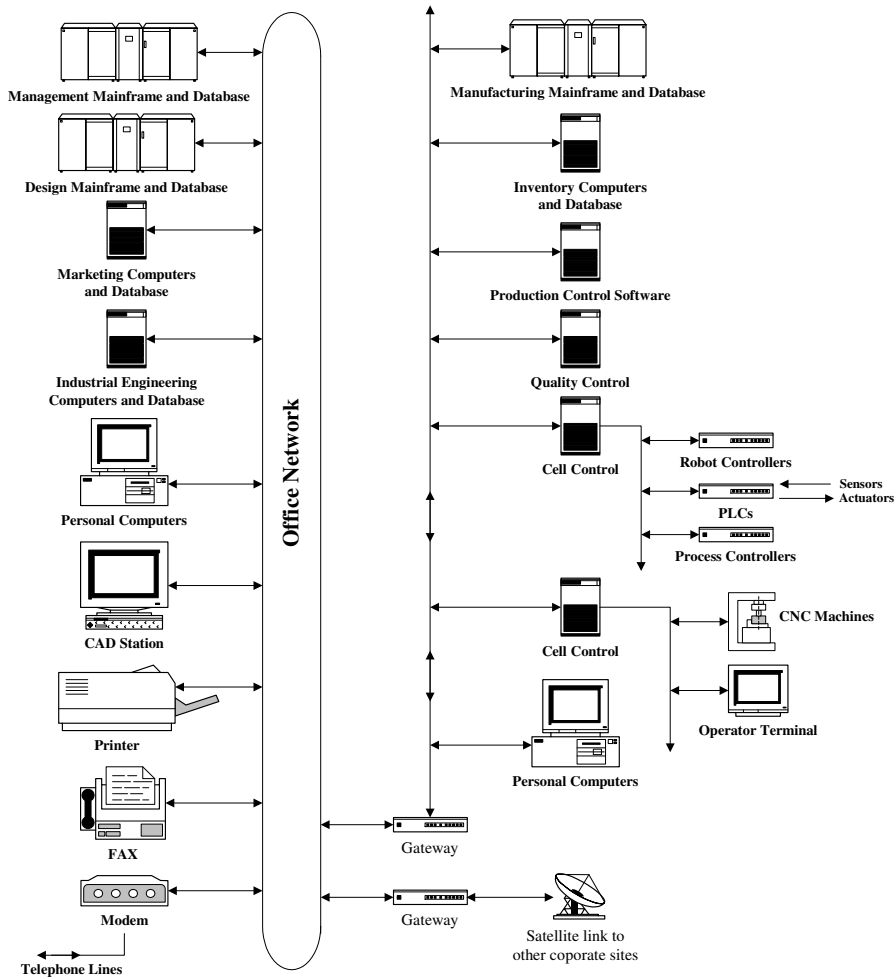 Management Mainframe and Database
Design Mainframe and Database
Marketing Computers
and Database
Industrial Engineering
Computers and Database
Personal Computers
CAD Station
Printer
FAX
Modem
Telephone Lines
Office Network
Manufacturing Mainframe and Database
Inventory Computers
and Database
Production Control Software
Quality Control
Cell Control
Robot Controllers
Sensors
Actuators
PLCs
Process Controllers
Cell Control
CNC Machines
Operator Terminal
Personal Computers
Gateway
Gateway
Satellite link to
other coporate sites